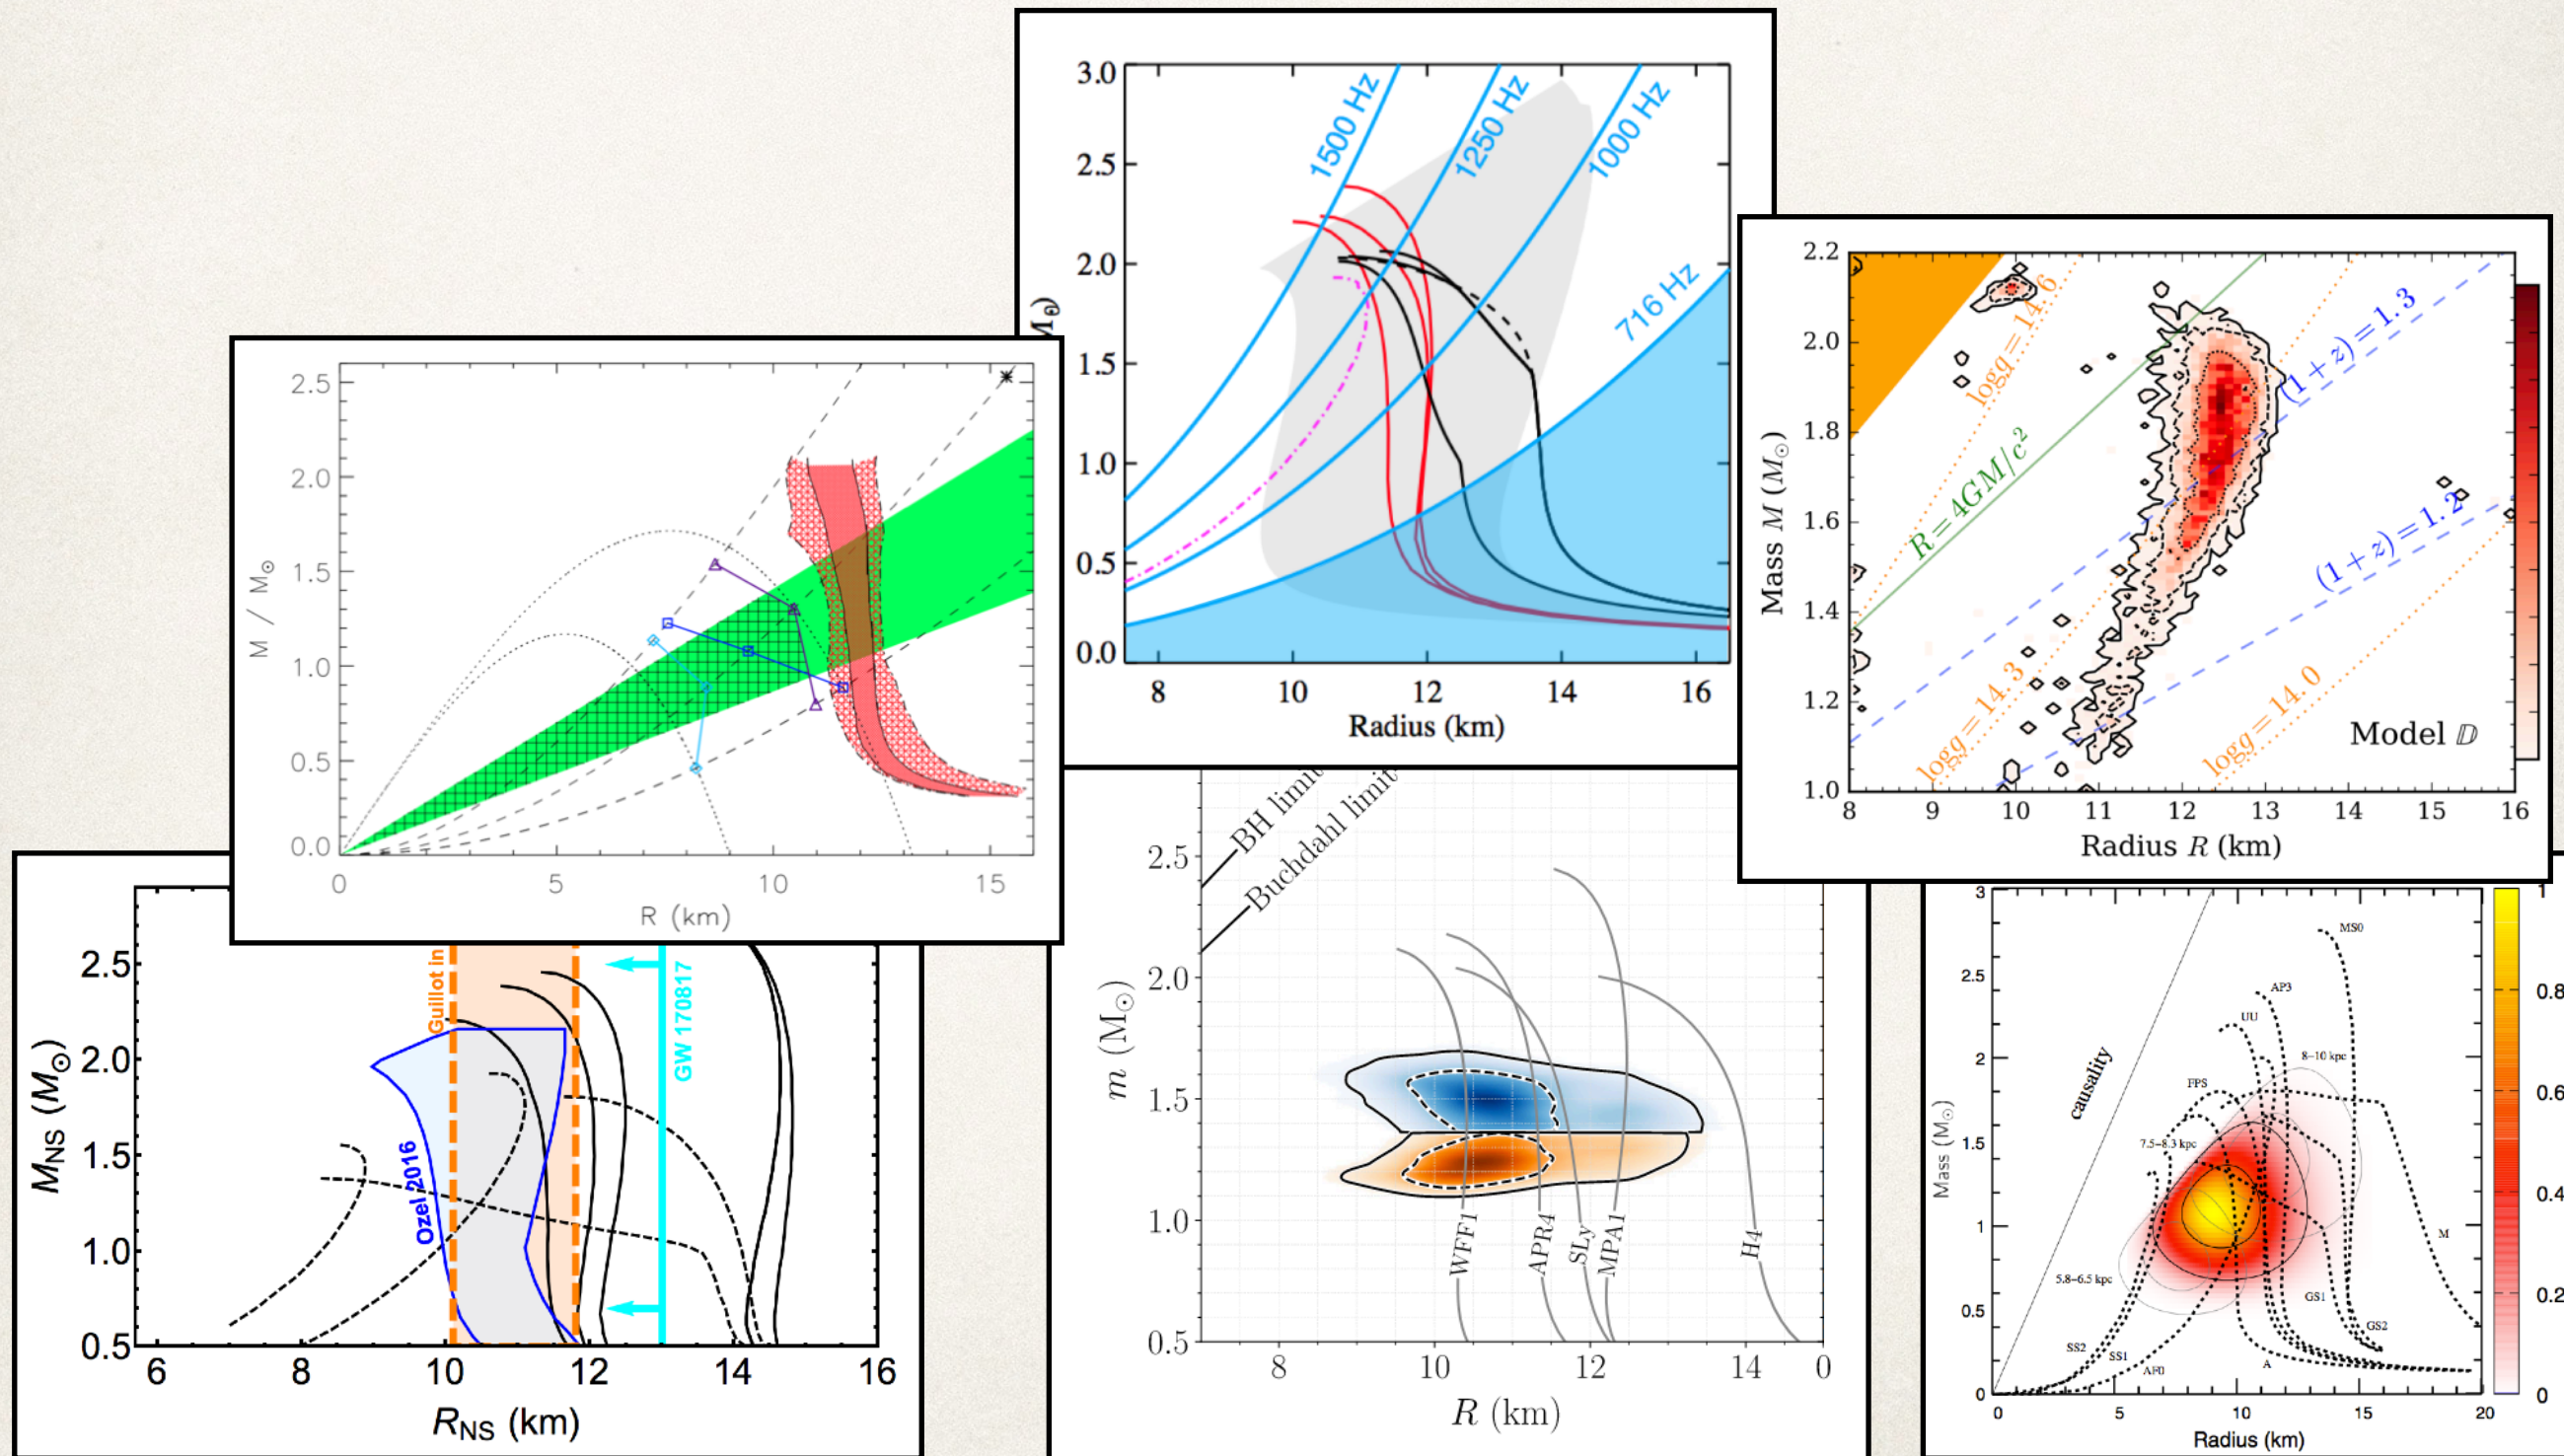 3.0
2.5
2.0
1.5
1.0
0.5
0.0
1500 Hz
1250 Hz
1000 Hz
716 Hz
8
10
12
14
16
Radius (km)
2.2
2.0
1.8
1.6
1.4
1.2
1.0
Mass M (M⊙)
log g = 14.6
(1 + z) = 1.3
R = 4GM/c²
(1 + z) = 1.2
log g = 14.3
log g = 14.0
Model 𝔻
8
9
10
11
12
13
14
15
16
Radius R (km)
2.5
2.0
1.5
1.0
0.5
0.0
M / M⊙
0
5
10
15
R (km)
2.5
2.0
1.5
1.0
0.5
M_NS (M⊙)
Guillot in
Ozel 2016
GW 170817
6
8
10
12
14
16
R_NS (km)
BH limit
Buchdahl limit
2.5
2.0
1.5
1.0
0.5
m (M⊙)
WFF1
APR4
SLy
MPA1
H4
8
10
12
14
0
R (km)
3
2.5
2
1.5
1
0.5
0
Mass (M⊙)
causality
MS0
AP3
UU
8–10 kpc
FPS
7.5–8.3 kpc
5.8–6.5 kpc
M
GS1
GS2
SS2
SS1
AF0
A
0
5
10
15
20
Radius (km)
1
0.8
0.6
0.4
0.2
0